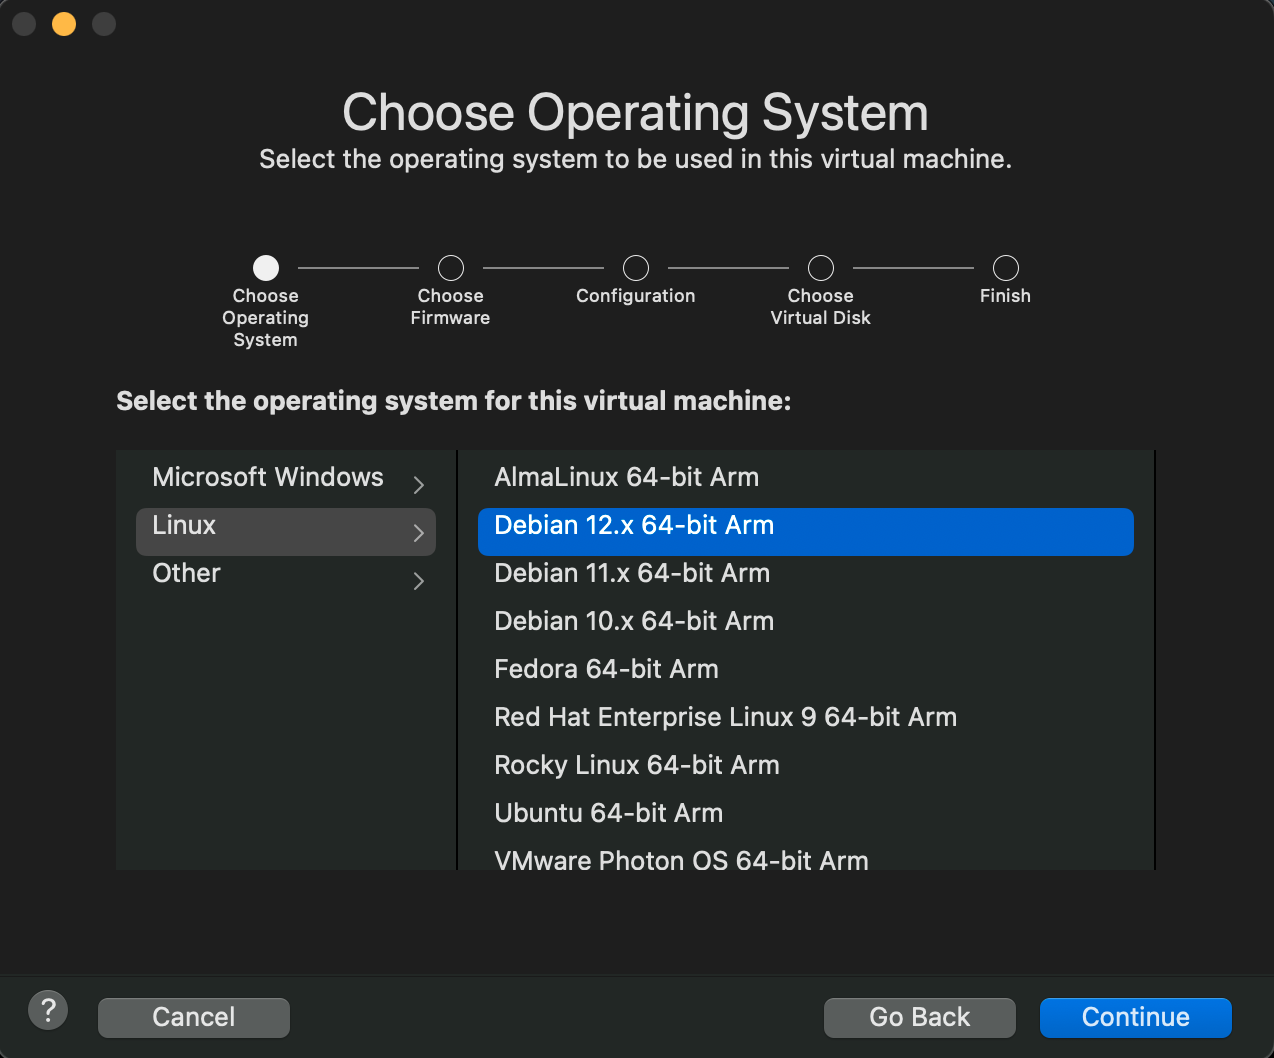 Choose Operating System
Select the operating system to be used in this virtual machine.
Choose
Operating
System
Choose
Firmware
Configuration
Choose
Virtual Disk
Finish
Select the operating system for this virtual machine:
Microsoft Windows
Linux
Other
AlmaLinux 64-bit Arm
Debian 12.x 64-bit Arm
Debian 11.x 64-bit Arm
Debian 10.x 64-bit Arm
Fedora 64-bit Arm
Red Hat Enterprise Linux 9 64-bit Arm
Rocky Linux 64-bit Arm
Ubuntu 64-bit Arm
VMware Photon OS 64-bit Arm
?
Cancel
Go Back
Continue